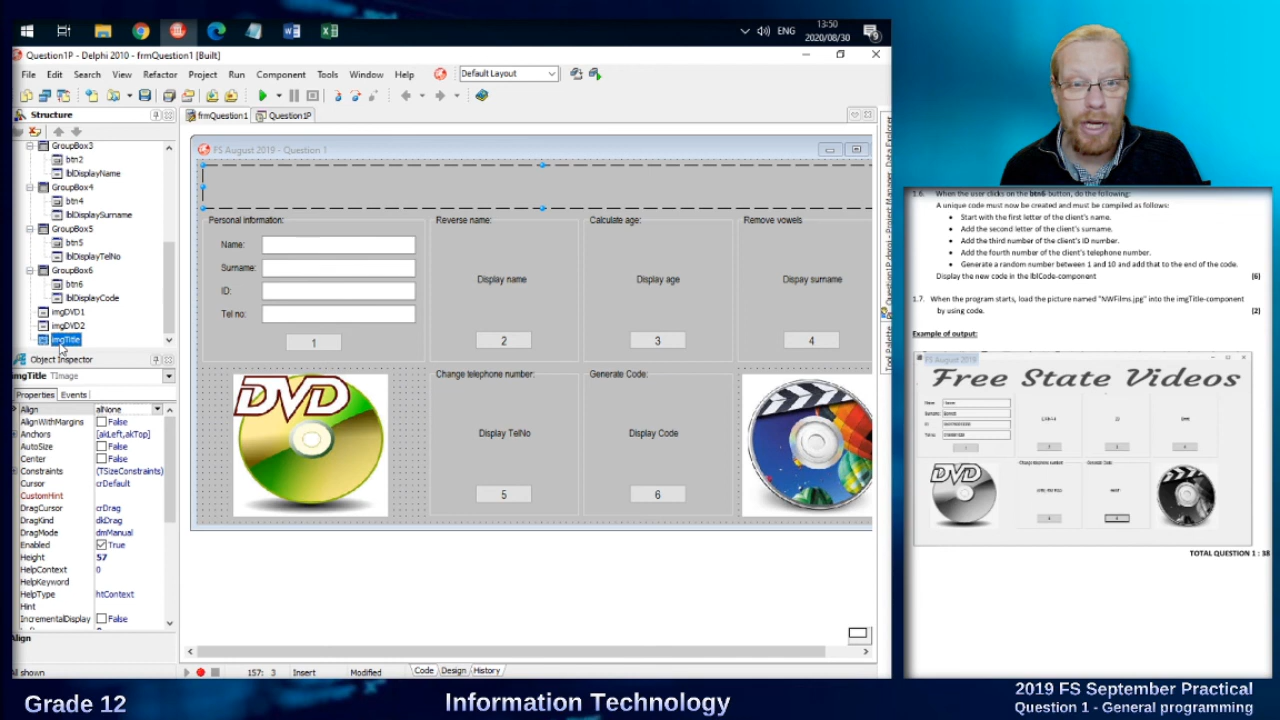 13:50
ENG
2020/08/30
9
Question1P - Delphi 2010 - frmQuestion1 [Built]
File Edit Search View Refactor Project Run Component Tools Window Help
Default Layout
Structure
frmQuestion1
Question1P
GroupBox3
btn2
lblDisplayName
GroupBox4
btn4
lblDisplaySurname
GroupBox5
btn5
lblDisplayTelNo
GroupBox6
btn6
lblDisplayCode
imgDVD1
imgDVD2
imgTitle
Object Inspector
imgTitle TImage
Properties Events
Align alNone
AlignWithMargins False
Anchors [akLeft,akTop]
AutoSize False
Center False
Constraints (TSizeConstraints)
Cursor crDefault
CustomHint
DragCursor crDrag
DragKind dkDrag
DragMode dmManual
Enabled True
Height 57
HelpContext 0
HelpKeyword
HelpType htContext
Hint
IncrementalDisplay False
Align
All shown
FS August 2019 - Question 1
Personal information:
Name:
Surname:
ID:
Tel no:
1
Reverse name:
Display name
2
Calculate age:
Display age
3
Remove vowels
Dispay surname
4
DVD
Change telephone number:
Display TelNo
5
Generate Code:
Display Code
6
157: 3 Insert Modified Code Design History
Data Explorer
Tool Palette
1.6. When the user clicks on the btn6 button, do the following:
A unique code must now be created and must be compiled as follows:
• Start with the first letter of the client's name.
• Add the second letter of the client's surname.
• Add the third number of the client's ID number.
• Add the fourth number of the client's telephone number.
• Generate a random number between 1 and 10 and add that to the end of the code.
Display the new code in the lblCode-component [6]
1.7. When the program starts, load the picture named "NWFilms.jpg" into the imgTitle-component
by using code. [2]
Example of output:
FS August 2019
Free State Videos
DVD
TOTAL QUESTION 1 : 38
Grade 12
Information Technology
2019 FS September Practical
Question 1 - General programming